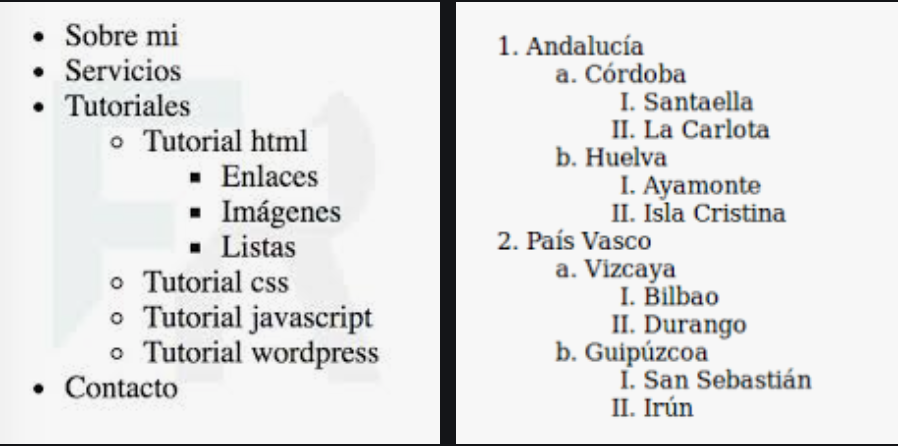 • Sobre mi
• Servicios
• Tutoriales
○ Tutorial html
▪ Enlaces
▪ Imágenes
▪ Listas
○ Tutorial css
○ Tutorial javascript
○ Tutorial wordpress
• Contacto
1. Andalucía
a. Córdoba
I. Santaella
II. La Carlota
b. Huelva
I. Ayamonte
II. Isla Cristina
2. País Vasco
a. Vizcaya
I. Bilbao
II. Durango
b. Guipúzcoa
I. San Sebastián
II. Irún